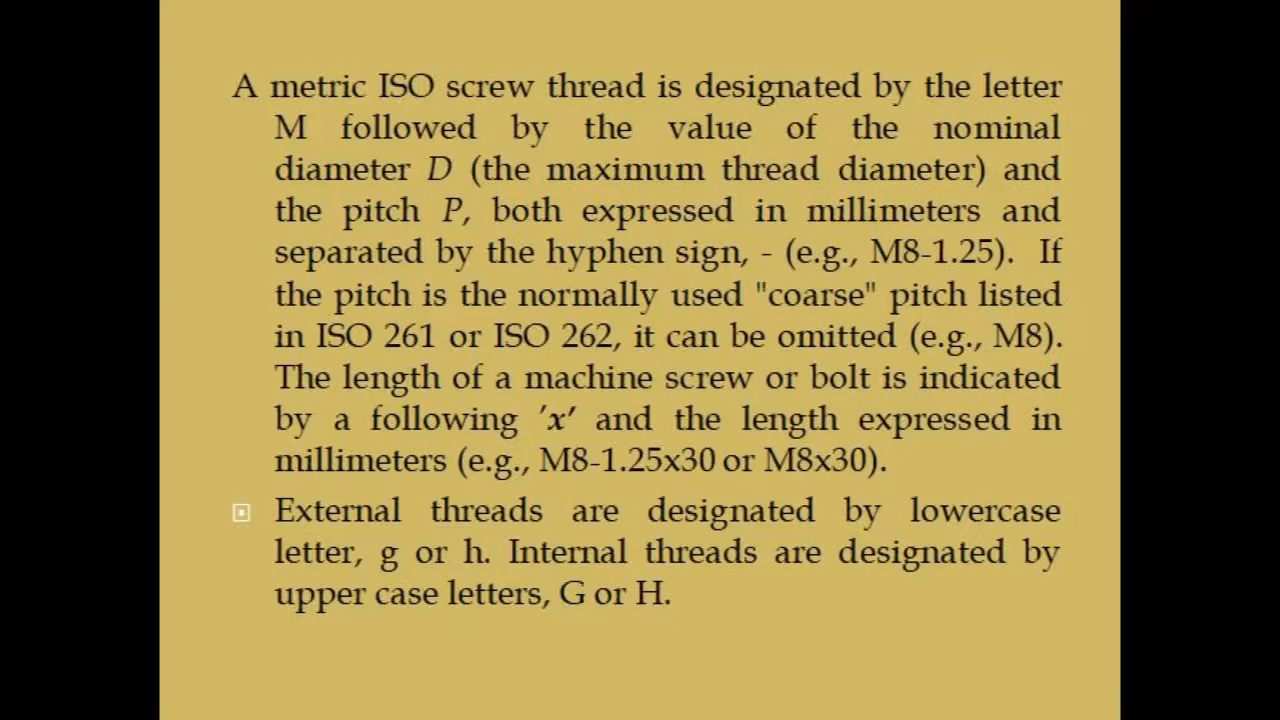 A metric ISO screw thread is designated by the letter
M followed by the value of the nominal
diameter D (the maximum thread diameter) and
the pitch P, both expressed in millimeters and
separated by the hyphen sign, - (e.g., M8-1.25). If
the pitch is the normally used "coarse" pitch listed
in ISO 261 or ISO 262, it can be omitted (e.g., M8).
The length of a machine screw or bolt is indicated
by a following ′x′ and the length expressed in
millimeters (e.g., M8-1.25x30 or M8x30).
External threads are designated by lowercase
letter, g or h. Internal threads are designated by
upper case letters, G or H.